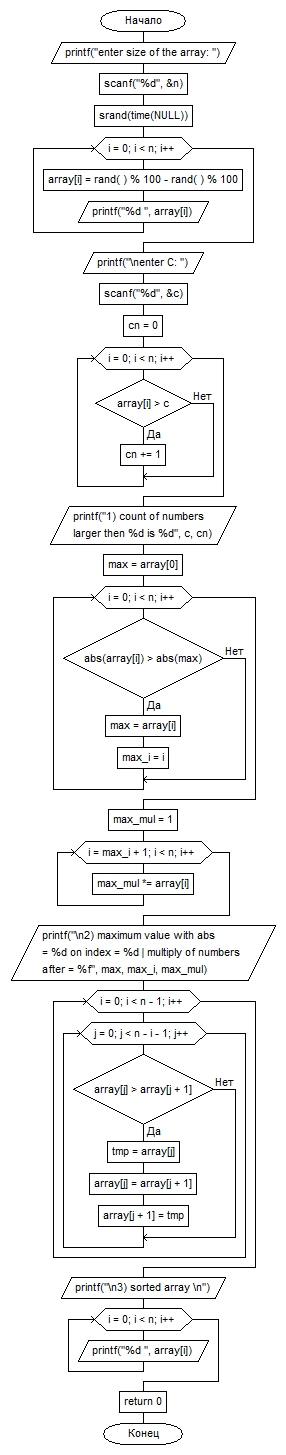 Начало
printf("enter size of the array: ")
scanf("%d", &n)
srand(time(NULL))
i = 0; i < n; i++
array[i] = rand( ) % 100 - rand( ) % 100
printf("%d ", array[i])
printf("\nenter C: ")
scanf("%d", &c)
cn = 0
i = 0; i < n; i++
array[i] > c
Нет
Да
cn += 1
printf("1) count of numbers
larger then %d is %d", c, cn)
max = array[0]
i = 0; i < n; i++
abs(array[i]) > abs(max)
Нет
Да
max = array[i]
max_i = i
max_mul = 1
i = max_i + 1; i < n; i++
max_mul *= array[i]
printf("\n2) maximum value with abs
= %d on index = %d | multiply of numbers
after = %f", max, max_i, max_mul)
i = 0; i < n - 1; i++
j = 0; j < n - i - 1; j++
array[j] > array[j + 1]
Нет
Да
tmp = array[j]
array[j] = array[j + 1]
array[j + 1] = tmp
printf("\n3) sorted array \n")
i = 0; i < n; i++
printf("%d ", array[i])
return 0
Конец